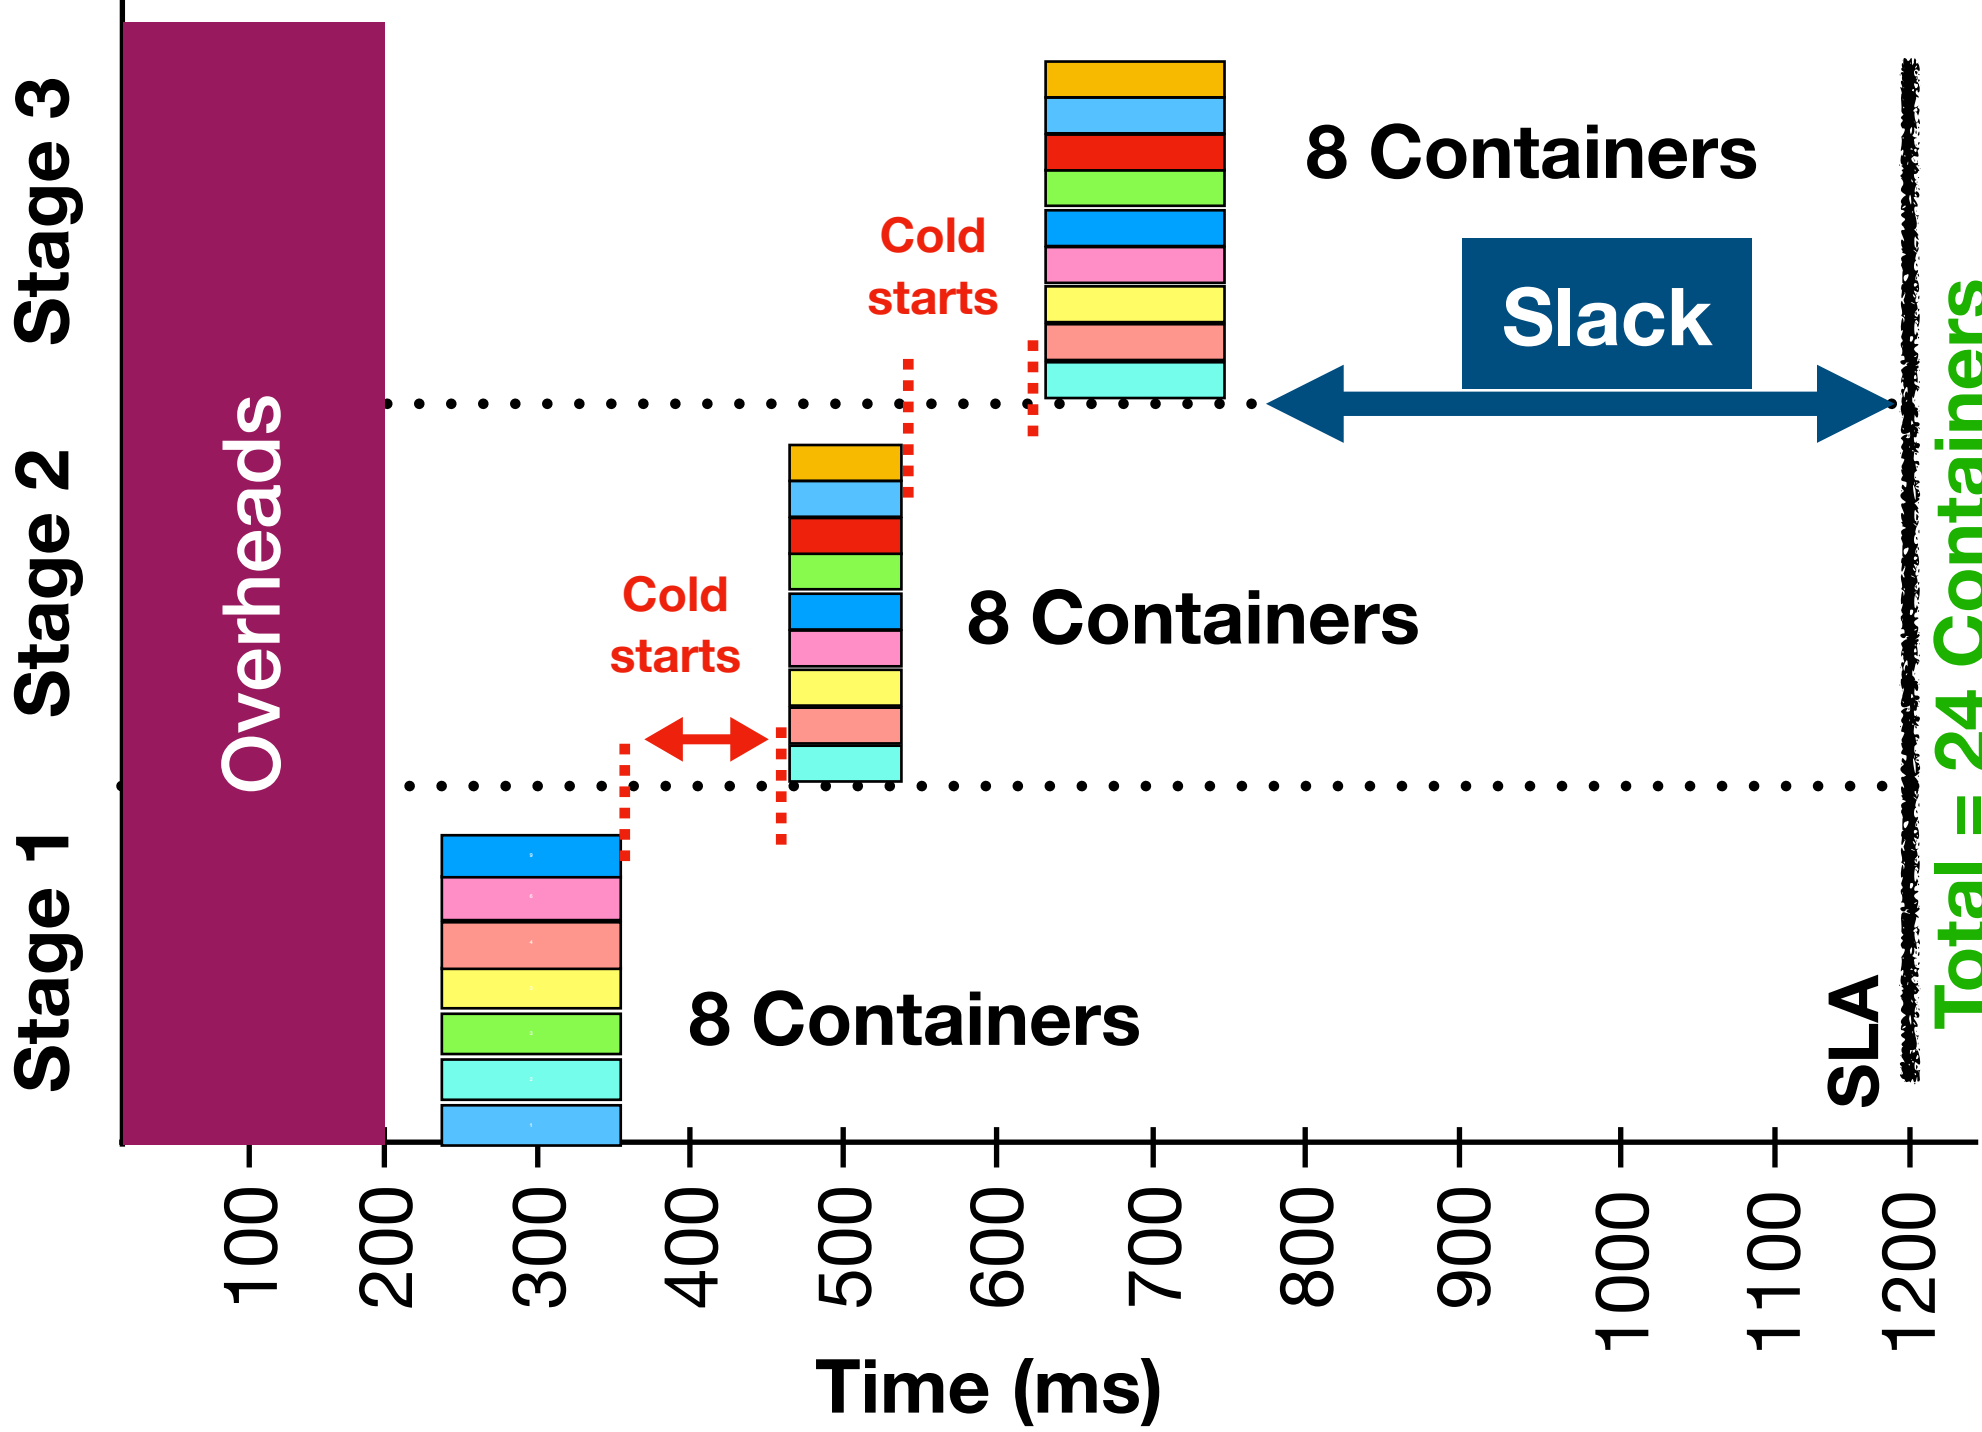 Stage 3
Stage 2
Stage 1
Overheads
8 Containers
Cold
starts
Slack
Cold
starts
8 Containers
8 Containers
SLA
Total = 24 Containers
100
200
300
400
500
600
700
800
900
1000
1100
1200
Time (ms)